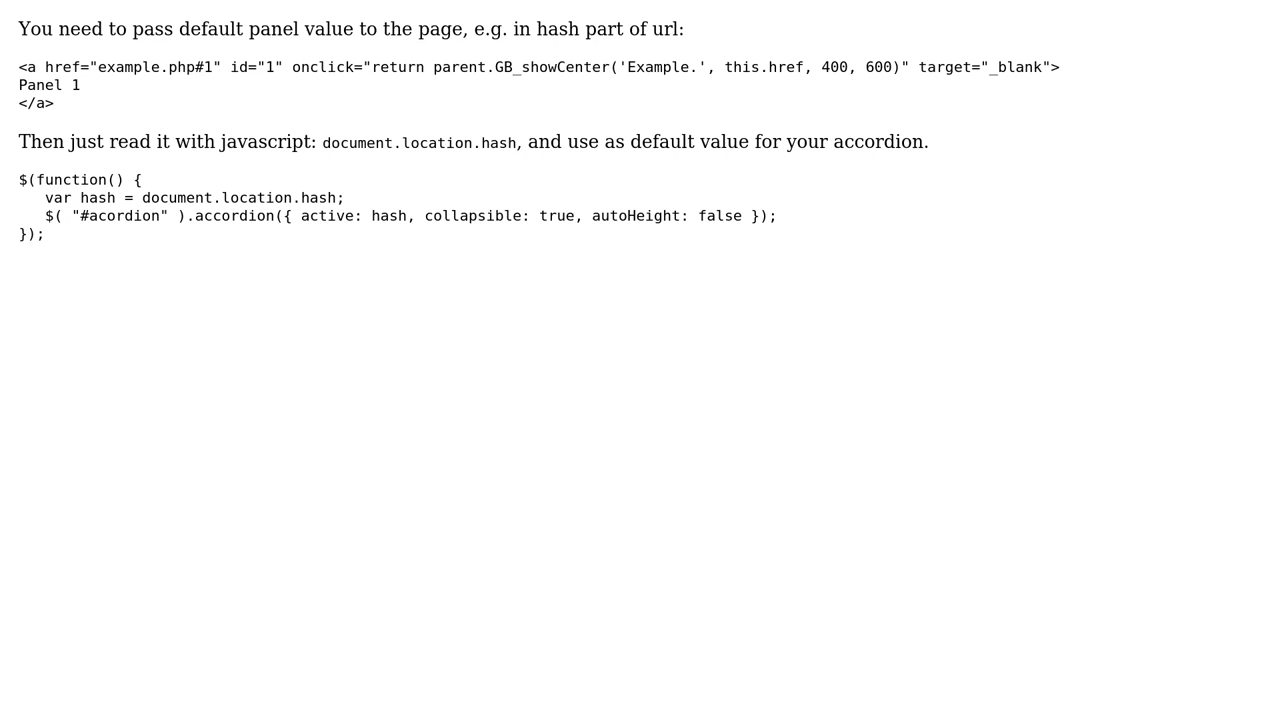 You need to pass default panel value to the page, e.g. in hash part of url:
<a href="example.php#1" id="1" onclick="return parent.GB_showCenter('Example.', this.href, 400, 600)" target="_blank">
Panel 1
</a>
Then just read it with javascript: document.location.hash, and use as default value for your accordion.
$(function() {
   var hash = document.location.hash;
   $( "#acordion" ).accordion({ active: hash, collapsible: true, autoHeight: false });
});